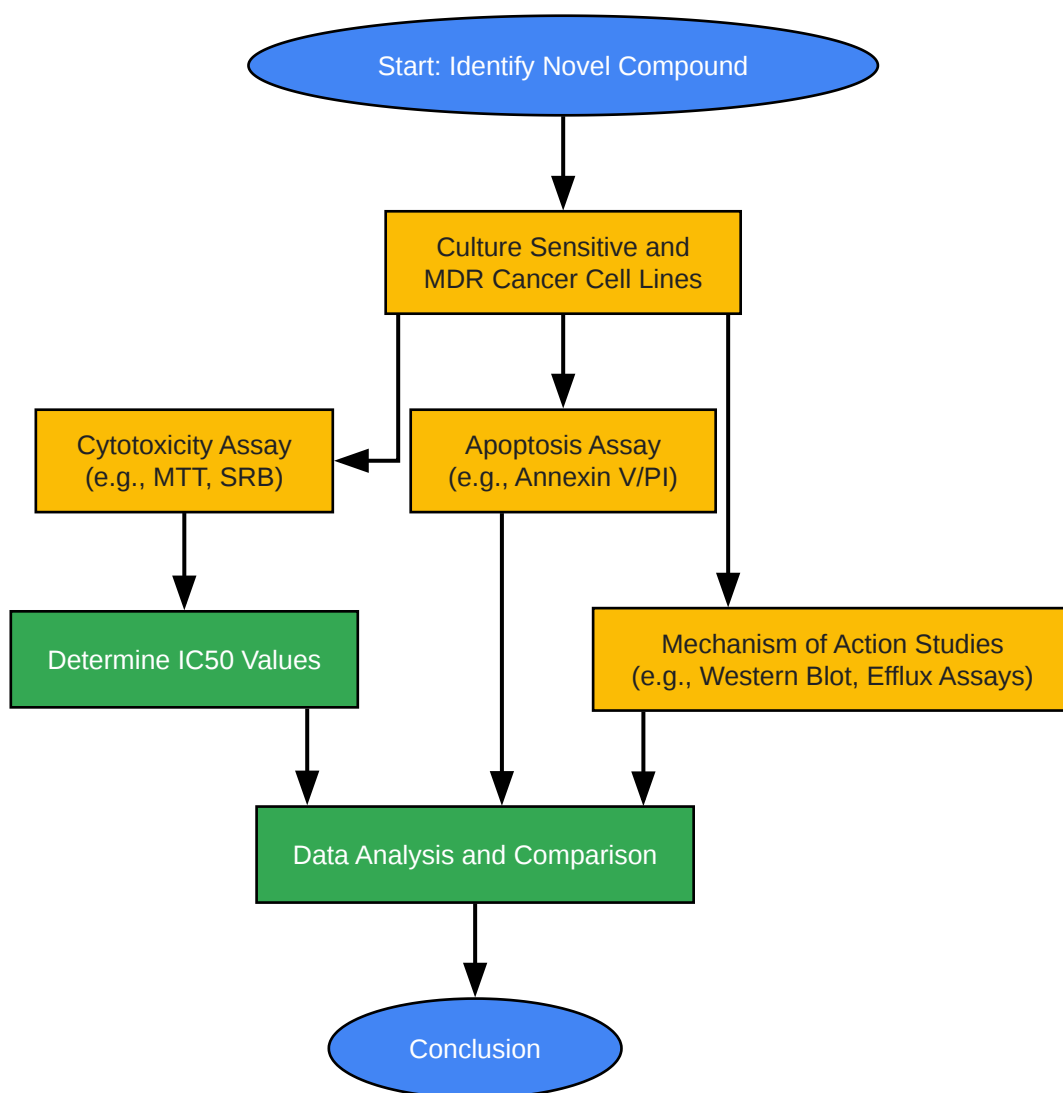 Start: Identify Novel Compound
Culture Sensitive and
MDR Cancer Cell Lines
Cytotoxicity Assay
(e.g., MTT, SRB)
Apoptosis Assay
(e.g., Annexin V/PI)
Determine IC50 Values
Mechanism of Action Studies
(e.g., Western Blot, Efflux Assays)
Data Analysis and Comparison
Conclusion